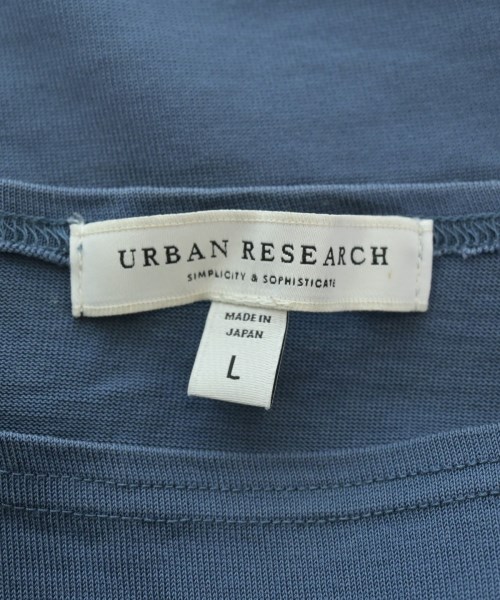 URBAN RESEARCH
SIMPLICITY & SOPHISTICATE
MADE IN
JAPAN
L